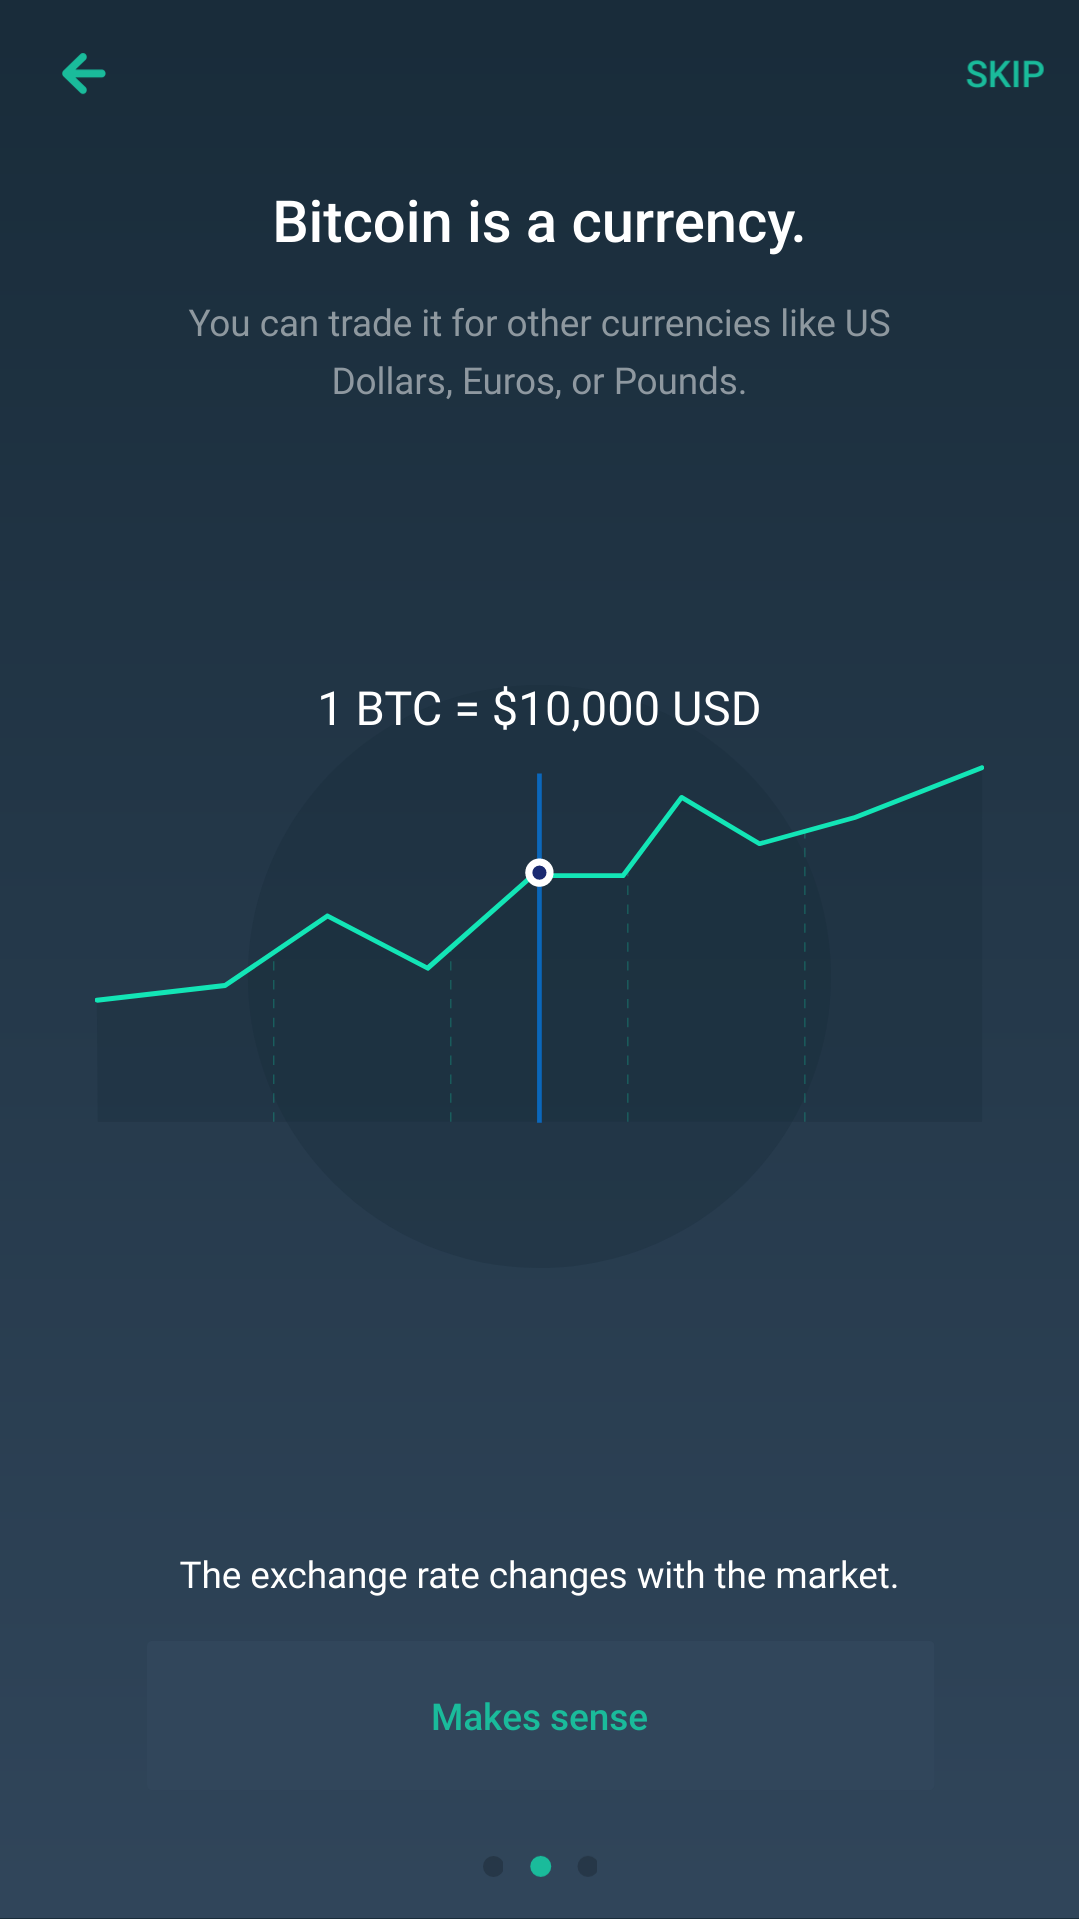 SKIP
Bitcoin is a currency.
You can trade it for other currencies like US
Dollars, Euros, or Pounds.
1 BTC = $10,000 USD
The exchange rate changes with the market.
Makes sense